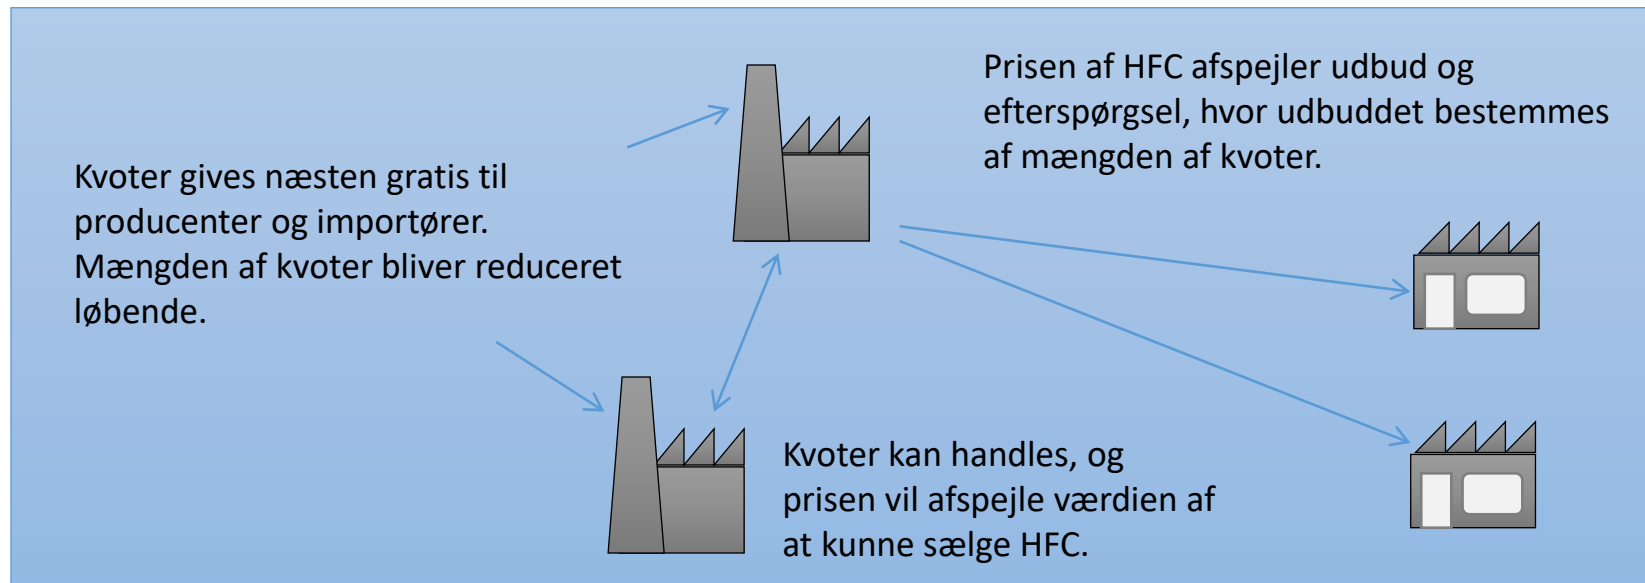 Kvoter gives næsten gratis til
producenter og importører.
Mængden af kvoter bliver reduceret
løbende.
Prisen af HFC afspejler udbud og
efterspørgsel, hvor udbuddet bestemmes
af mængden af kvoter.
Kvoter kan handles, og
prisen vil afspejle værdien af
at kunne sælge HFC.